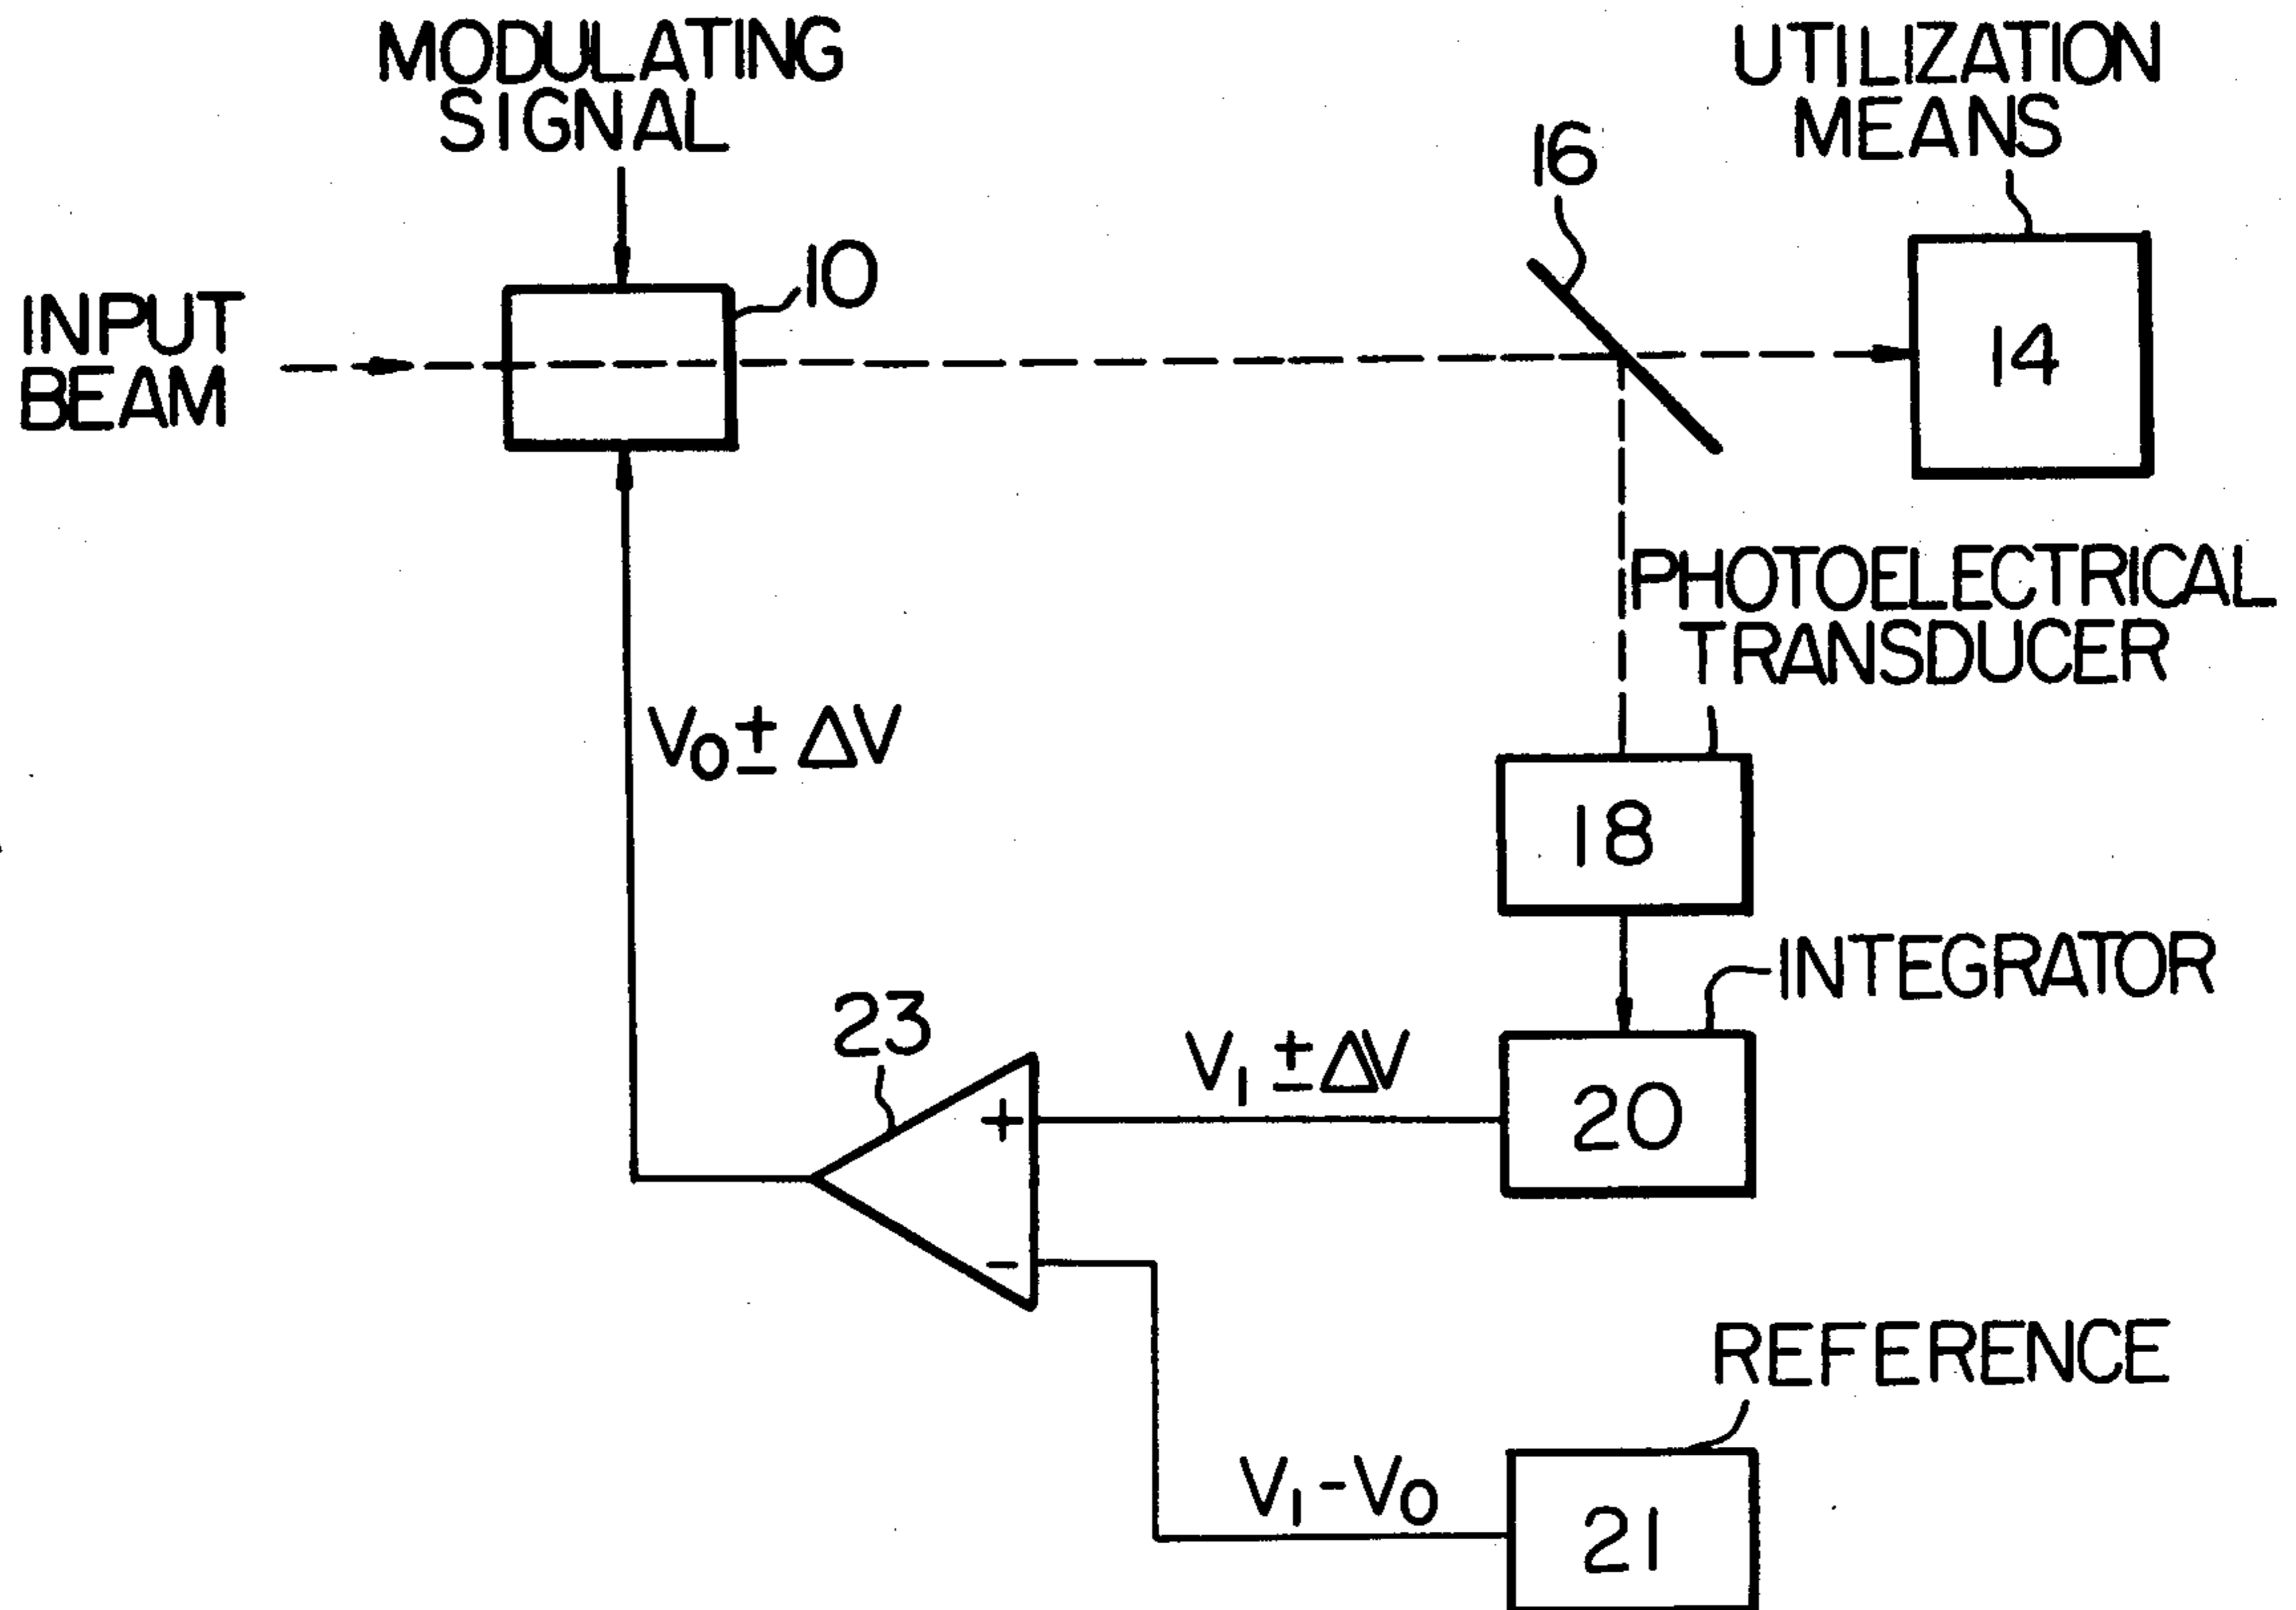 MODULATING
SIGNAL
UTILIZATION
MEANS
16
10
INPUT
BEAM
14
PHOTOELECTRICAL
TRANSDUCER
V₀ ± ΔV
18
INTEGRATOR
23
V₁ ± ΔV
+
20
-
REFERENCE
V₁-V₀
21